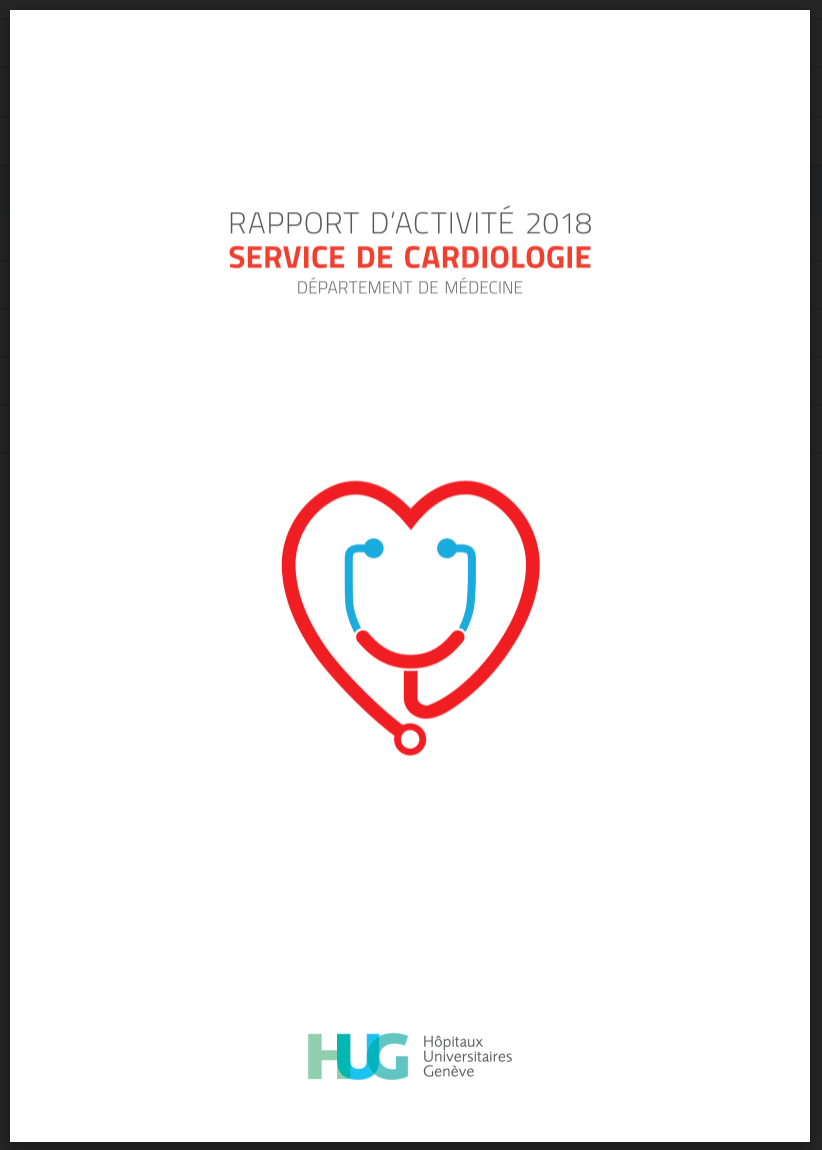 RAPPORT D'ACTIVITÉ 2018
SERVICE DE CARDIOLOGIE
DÉPARTEMENT DE MÉDECINE
HUG
Hôpitaux
Universitaires
Genève